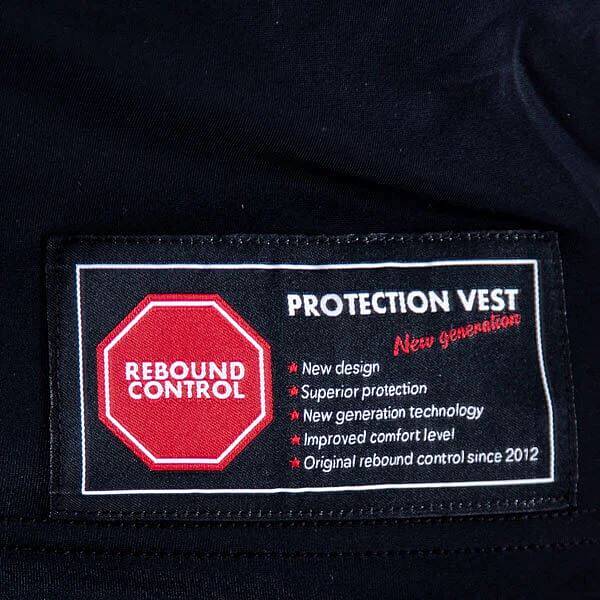 REBOUND
CONTROL
PROTECTION VEST
New generation
★ New design
★ Superior protection
★ New generation technology
★ Improved comfort level
★ Original rebound control since 2012